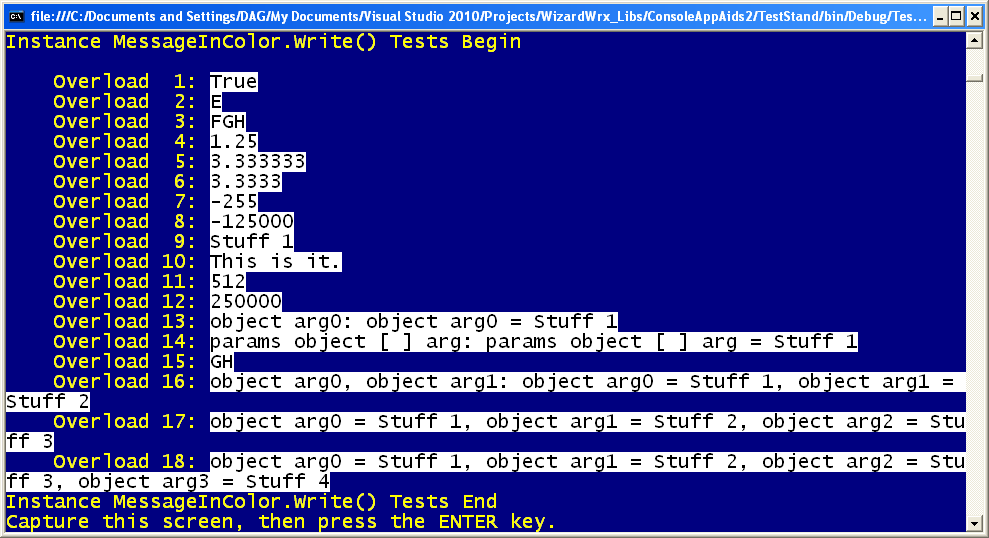 file:///C:/Documents and Settings/DAG/My Documents/Visual Studio 2010/Projects/WizardWrx_Libs/ConsoleAppAids2/TestStand/bin/Debug/Tes...
Instance MessageInColor.Write() Tests Begin
Overload  1: True
Overload  2: E
Overload  3: FGH
Overload  4: 1.25
Overload  5: 3.333333
Overload  6: 3.3333
Overload  7: -255
Overload  8: -125000
Overload  9: Stuff 1
Overload 10: This is it.
Overload 11: 512
Overload 12: 250000
Overload 13: object arg0: object arg0 = Stuff 1
Overload 14: params object [ ] arg: params object [ ] arg = Stuff 1
Overload 15: GH
Overload 16: object arg0, object arg1: object arg0 = Stuff 1, object arg1 =
Stuff 2
Overload 17: object arg0 = Stuff 1, object arg1 = Stuff 2, object arg2 = Stu
ff 3
Overload 18: object arg0 = Stuff 1, object arg1 = Stuff 2, object arg2 = Stu
ff 3, object arg3 = Stuff 4
Instance MessageInColor.Write() Tests End
Capture this screen, then press the ENTER key.